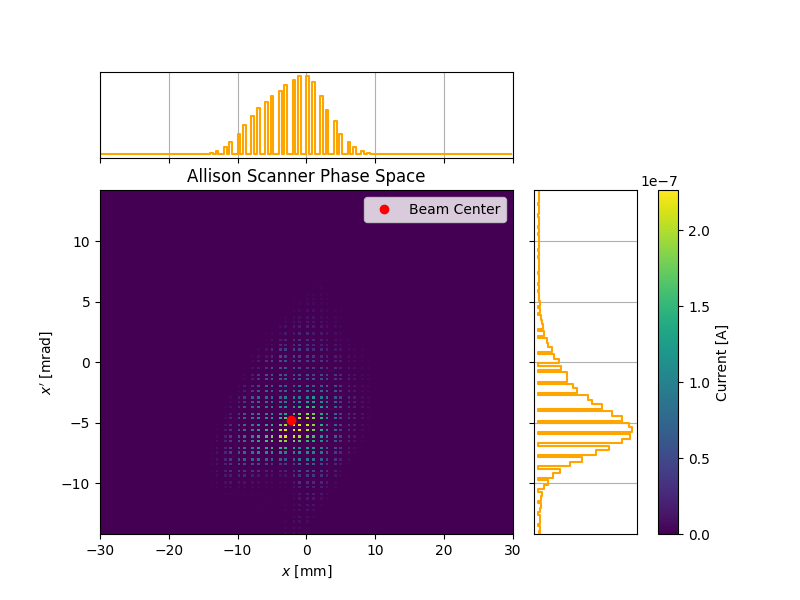 Allison Scanner Phase Space
1e−7
Beam Center
10
5
0
−5
−10
x′ [mrad]
−30
−20
−10
0
10
20
30
x [mm]
2.0
1.5
1.0
0.5
0.0
Current [A]